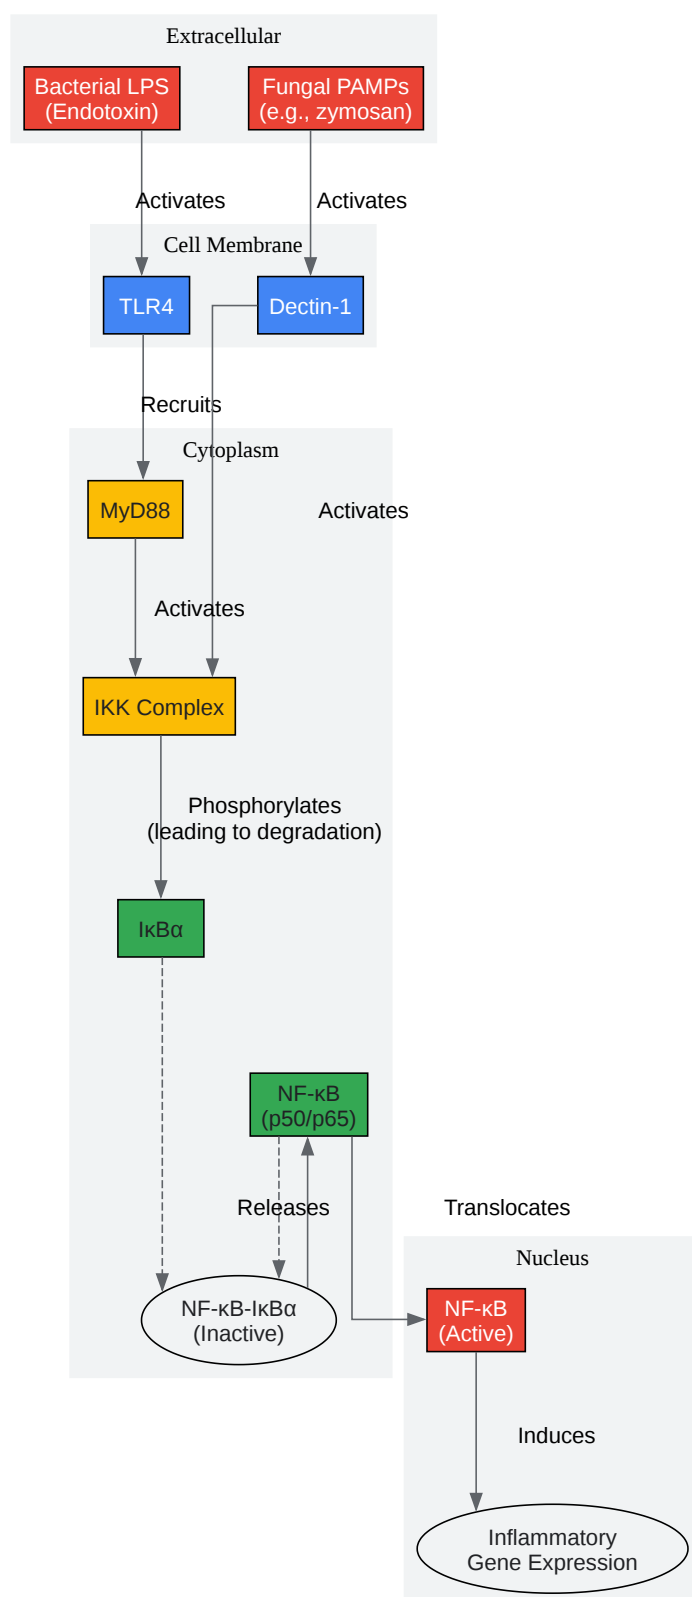 Extracellular
Bacterial LPS
(Endotoxin)
Fungal PAMPs
(e.g., zymosan)
Activates
Activates
Cell Membrane
TLR4
Dectin-1
Recruits
Cytoplasm
MyD88
Activates
Activates
IKK Complex
Phosphorylates
(leading to degradation)
IκBα
NF-κB
(p50/p65)
Releases
Translocates
Nucleus
NF-κB-IκBα
(Inactive)
NF-κB
(Active)
Induces
Inflammatory
Gene Expression